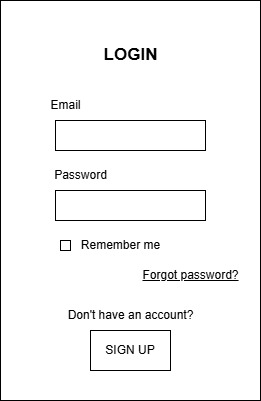 LOGIN
Email
Password
Remember me
Forgot password?
Don't have an account?
SIGN UP